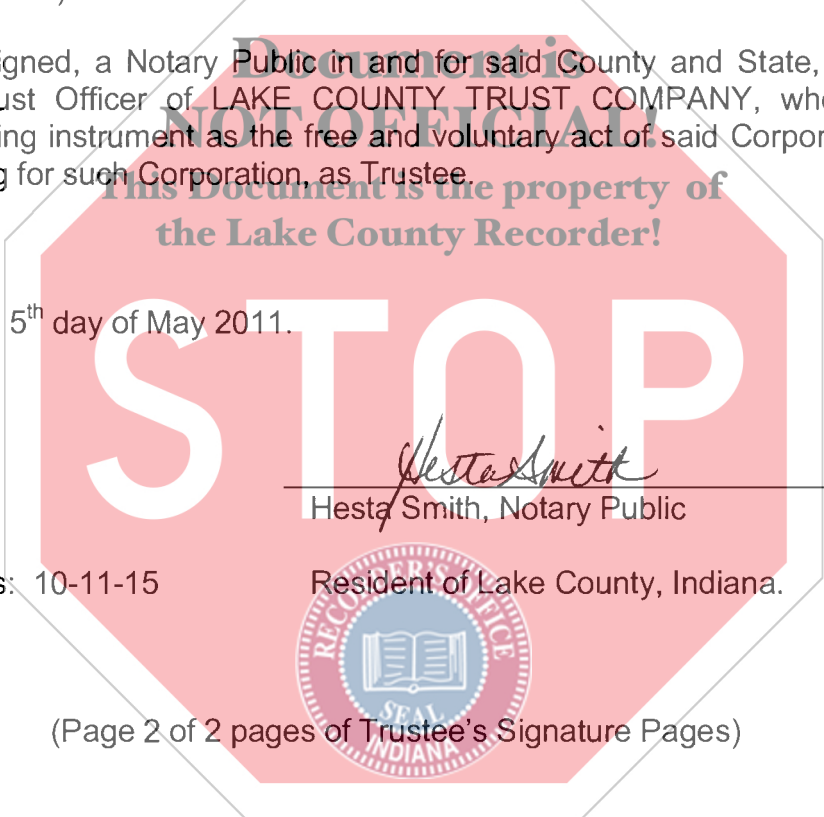 igned, a Notary Public in and for said County and State,
Document is
ust Officer of LAKE COUNTY TRUST COMPANY, wh
NOT OFFICIAL!
ing instrument as the free and voluntary act of said Corpor
g for such Corporation, as Trustee.
This Document is the property of
the Lake County Recorder!
5th day of May 2011.
STOP
Hesta Smith
Hesta Smith, Notary Public
s: 10-11-15
Resident of Lake County, Indiana.
RECORDER'S OFFICE
SEAL
INDIANA
(Page 2 of 2 pages of Trustee's Signature Pages)